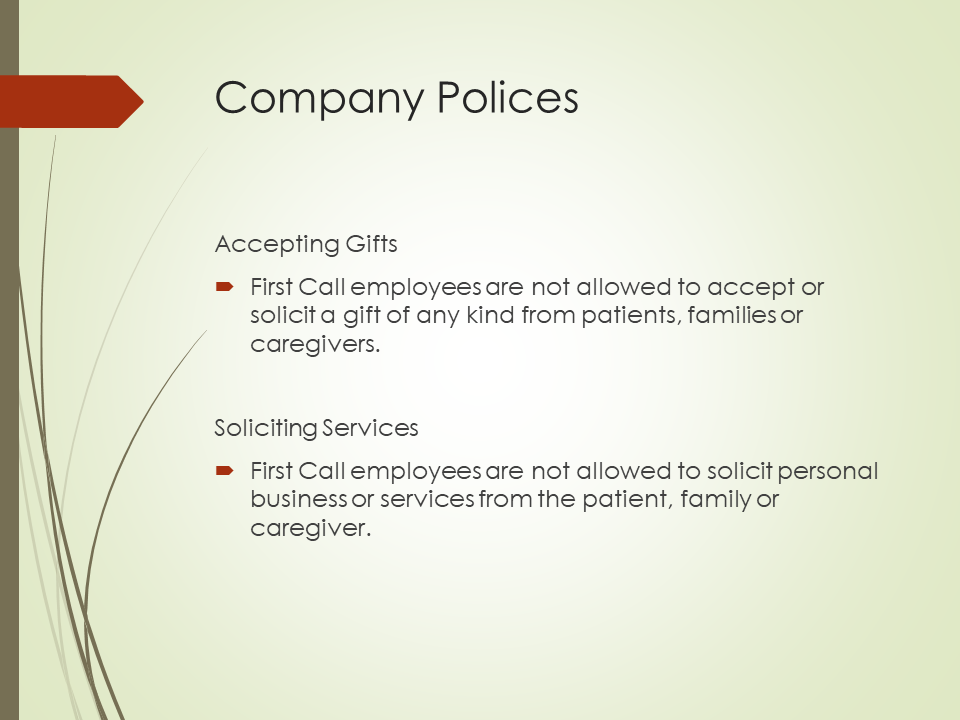 Company Polices
Accepting Gifts
First Call employees are not allowed to accept or
solicit a gift of any kind from patients, families or
caregivers.
Soliciting Services
First Call employees are not allowed to solicit personal
business or services from the patient, family or
caregiver.